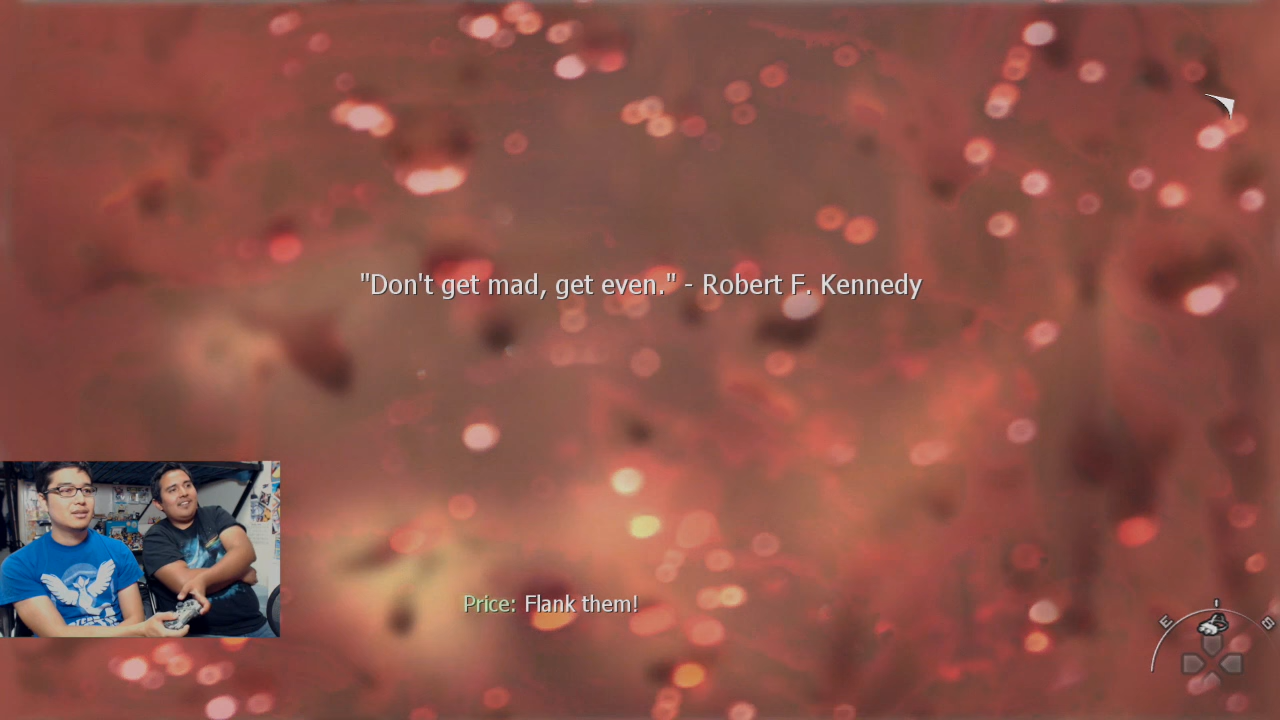 "Don't get mad, get even." - Robert F. Kennedy
Price: Flank them!
E
S